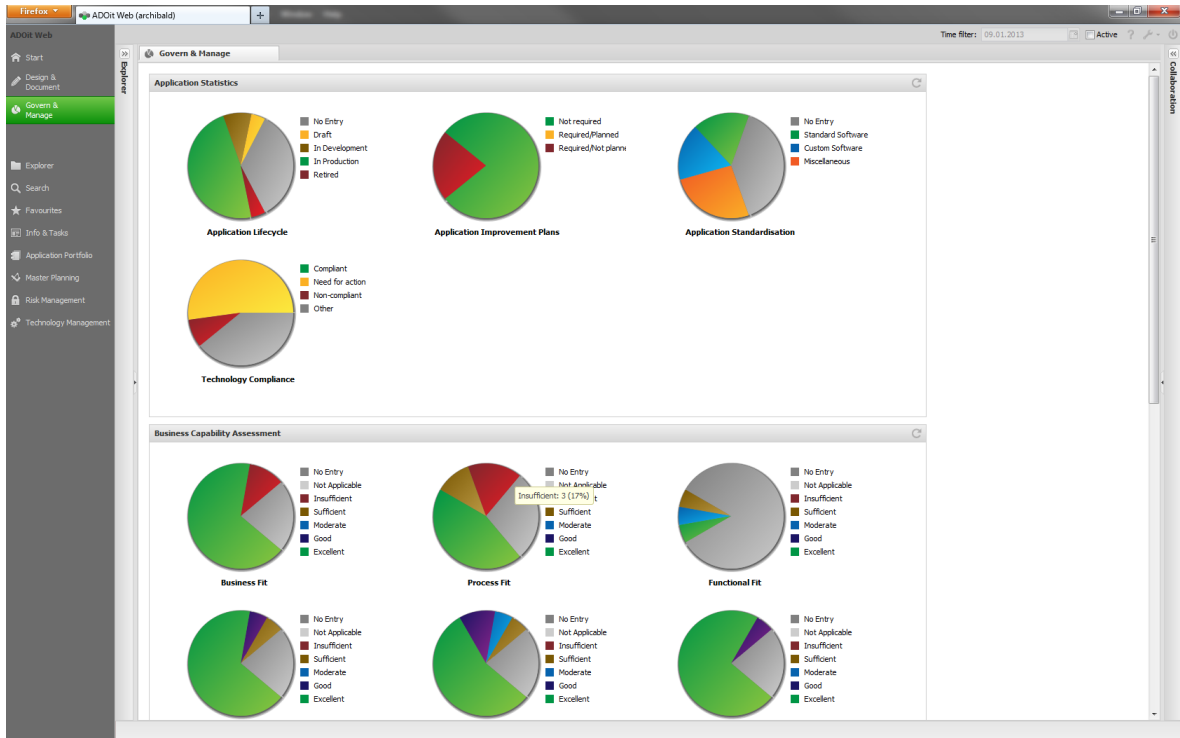 Firefox
ADOit Web (archibald)
ADOit Web
Time filter: 09.01.2013
Active
Start
Design &
Document
Govern &
Manage
Explorer
Search
Favourites
Info & Tasks
Application Portfolio
Master Planning
Risk Management
Technology Management
Explorer
Collaboration
Govern & Manage
Application Statistics
No Entry
Draft
In Development
In Production
Retired
Application Lifecycle
Not required
Required/Planned
Required/Not planne
Application Improvement Plans
No Entry
Standard Software
Custom Software
Miscellaneous
Application Standardisation
Compliant
Need for action
Non-compliant
Other
Technology Compliance
Business Capability Assessment
No Entry
Not Applicable
Insufficient
Sufficient
Moderate
Good
Excellent
Business Fit
No Entry
Not Applicable
Insufficient: 3 (17%)
Sufficient
Moderate
Good
Excellent
Process Fit
No Entry
Not Applicable
Insufficient
Sufficient
Moderate
Good
Excellent
Functional Fit
No Entry
Not Applicable
Insufficient
Sufficient
Moderate
Good
Excellent
No Entry
Not Applicable
Insufficient
Sufficient
Moderate
Good
Excellent
No Entry
Not Applicable
Insufficient
Sufficient
Moderate
Good
Excellent